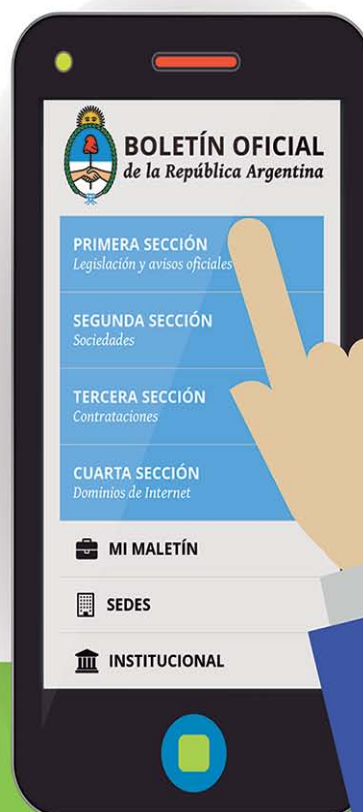 BOLETÍN OFICIAL
de la República Argentina
PRIMERA SECCIÓN
Legislación y avisos oficiales
SEGUNDA SECCIÓN
Sociedades
TERCERA SECCIÓN
Contrataciones
CUARTA SECCIÓN
Dominios de Internet
MI MALETÍN
SEDES
INSTITUCIONAL